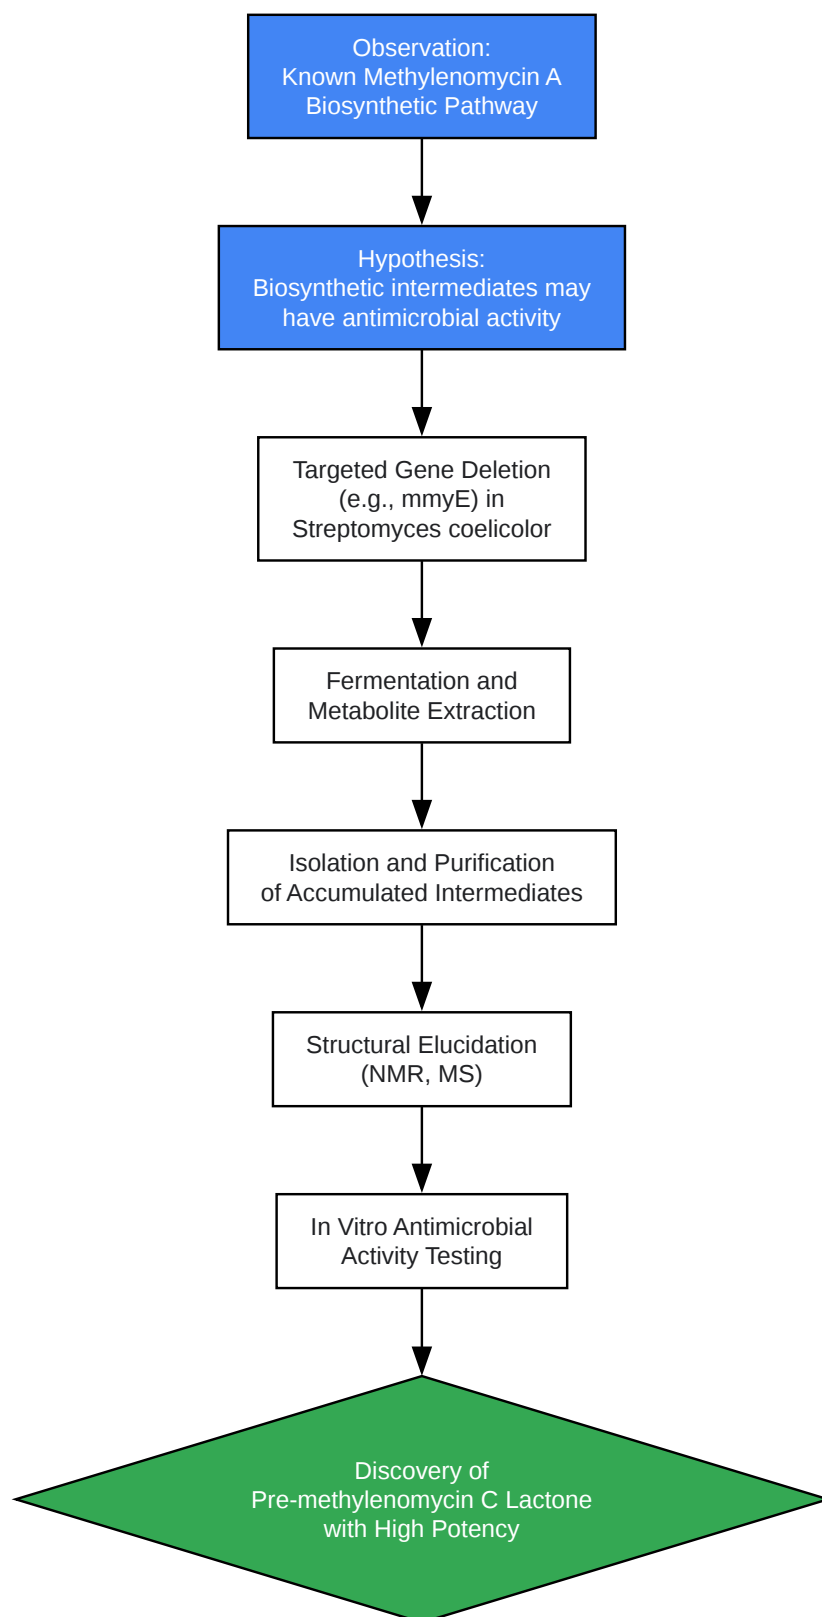 Observation:
Known Methylenomycin A
Biosynthetic Pathway
Hypothesis:
Biosynthetic intermediates may
have antimicrobial activity
Targeted Gene Deletion
(e.g., mmyE) in
Streptomyces coelicolor
Fermentation and
Metabolite Extraction
Isolation and Purification
of Accumulated Intermediates
Structural Elucidation
(NMR, MS)
In Vitro Antimicrobial
Activity Testing
Discovery of
Pre-methylenomycin C Lactone
with High Potency